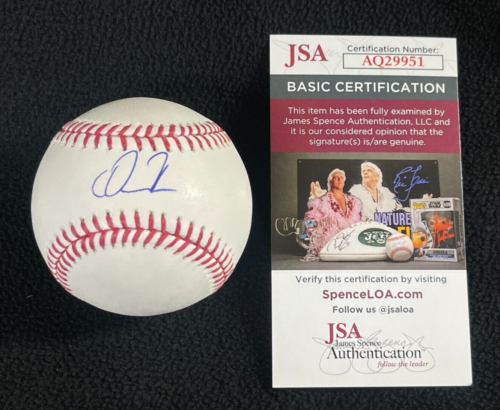 JSA
Certification Number:
AQ29951
BASIC CERTIFICATION
This item has been fully examined by
James Spence Authentication, LLC and
it is our considered opinion that the
signature(s) is/are genuine.
NATURE
JETS
Verify this certification by visiting
SpenceLOA.com
Follow us @jsaloa
JSA
James Spence
Authentication
follow the leader